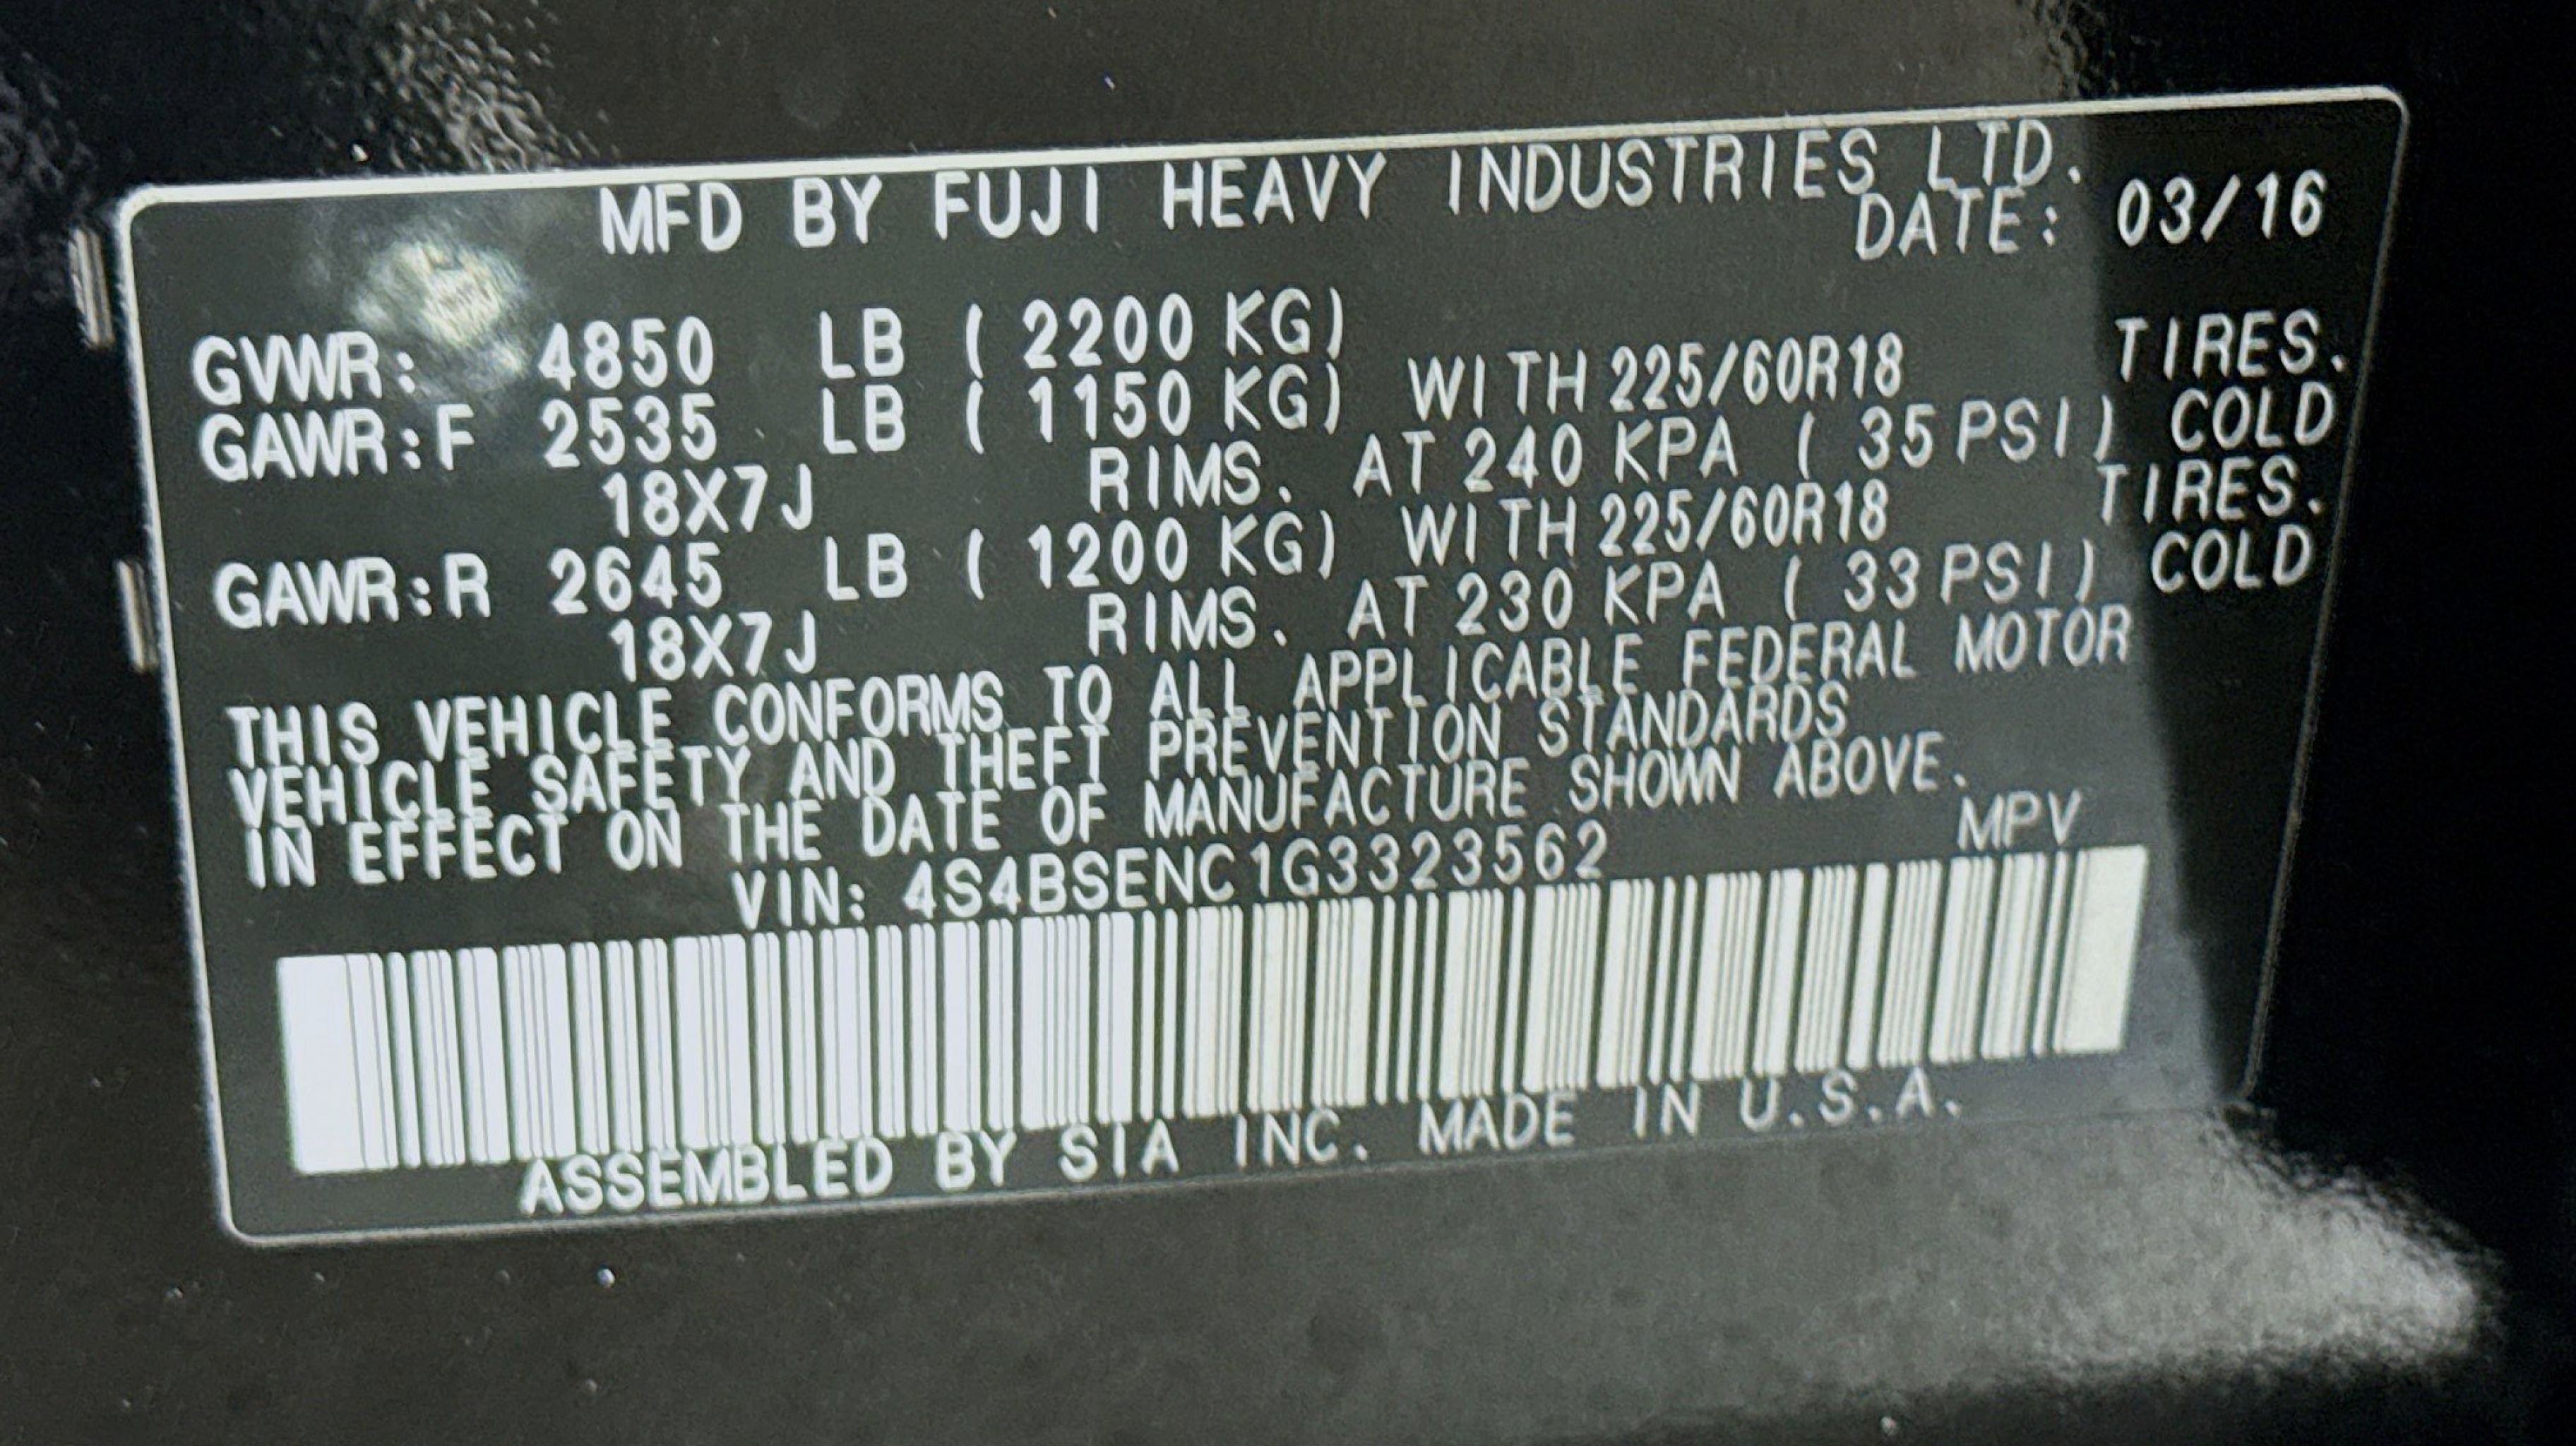 MFD BY FUJI HEAVY INDUSTRIES LTD.
DATE: 03/16
GVWR: 4850 LB ( 2200 KG)
GAWR:F 2535 LB ( 1150 KG) WITH 225/60R18 TIRES.
18X7J RIMS. AT 240 KPA ( 35 PSI) COLD
GAWR:R 2645 LB ( 1200 KG) WITH 225/60R18 TIRES.
18X7J RIMS. AT 230 KPA ( 33 PSI) COLD
THIS VEHICLE CONFORMS TO ALL APPLICABLE FEDERAL MOTOR
VEHICLE SAFETY AND THEFT PREVENTION STANDARDS
IN EFFECT ON THE DATE OF MANUFACTURE SHOWN ABOVE.
VIN: 4S4BSENC1G3323562 MPV
ASSEMBLED BY SIA INC. MADE IN U.S.A.